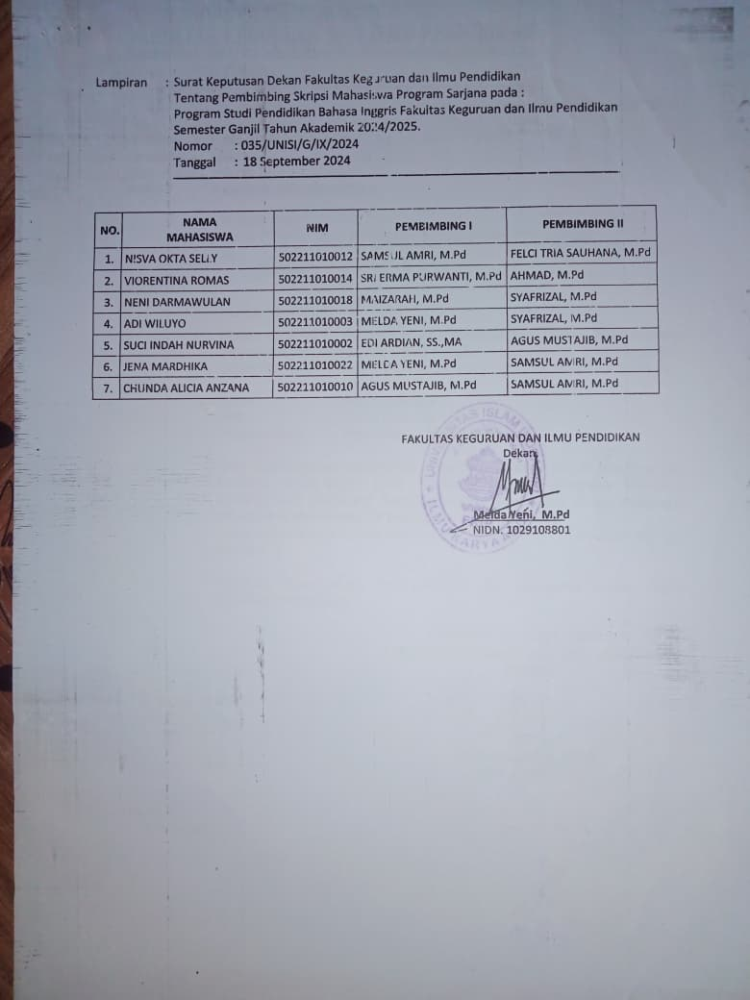 Lampiran : Surat Keputusan Dekan Fakultas Keguruan dan Ilmu Pendidikan
Tentang Pembimbing Skripsi Mahasiswa Program Sarjana pada :
Program Studi Pendidikan Bahasa Inggris Fakultas Keguruan dan Ilmu Pendidikan
Semester Ganjil Tahun Akademik 2024/2025.
Nomor : 035/UNISI/G/IX/2024
Tanggal : 18 September 2024
NO. NAMA MAHASISWA NIM PEMBIMBING I PEMBIMBING II
1. NISVA OKTA SELLY 502211010012 SAMSUL AMRI, M.Pd FELCI TRIA SAUHANA, M.Pd
2. VIORENTINA ROMAS 502211010014 SRI ERMA PURWANTI, M.Pd AHMAD, M.Pd
3. NENI DARMAWULAN 502211010018 MAIZARAH, M.Pd SYAFRIZAL, M.Pd
4. ADI WILUYO 502211010003 MELDA YENI, M.Pd SYAFRIZAL, M.Pd
5. SUCI INDAH NURVINA 502211010002 EDI ARDIAN, SS.,MA AGUS MUSTAJIB, M.Pd
6. JENA MARDHIKA 502211010022 MELDA YENI, M.Pd SAMSUL AMRI, M.Pd
7. CHUNDA ALICIA ANZANA 502211010010 AGUS MUSTAJIB, M.Pd SAMSUL AMRI, M.Pd
FAKULTAS KEGURUAN DAN ILMU PENDIDIKAN
Dekan,
Melda Yeni, M.Pd
NIDN. 1029108801